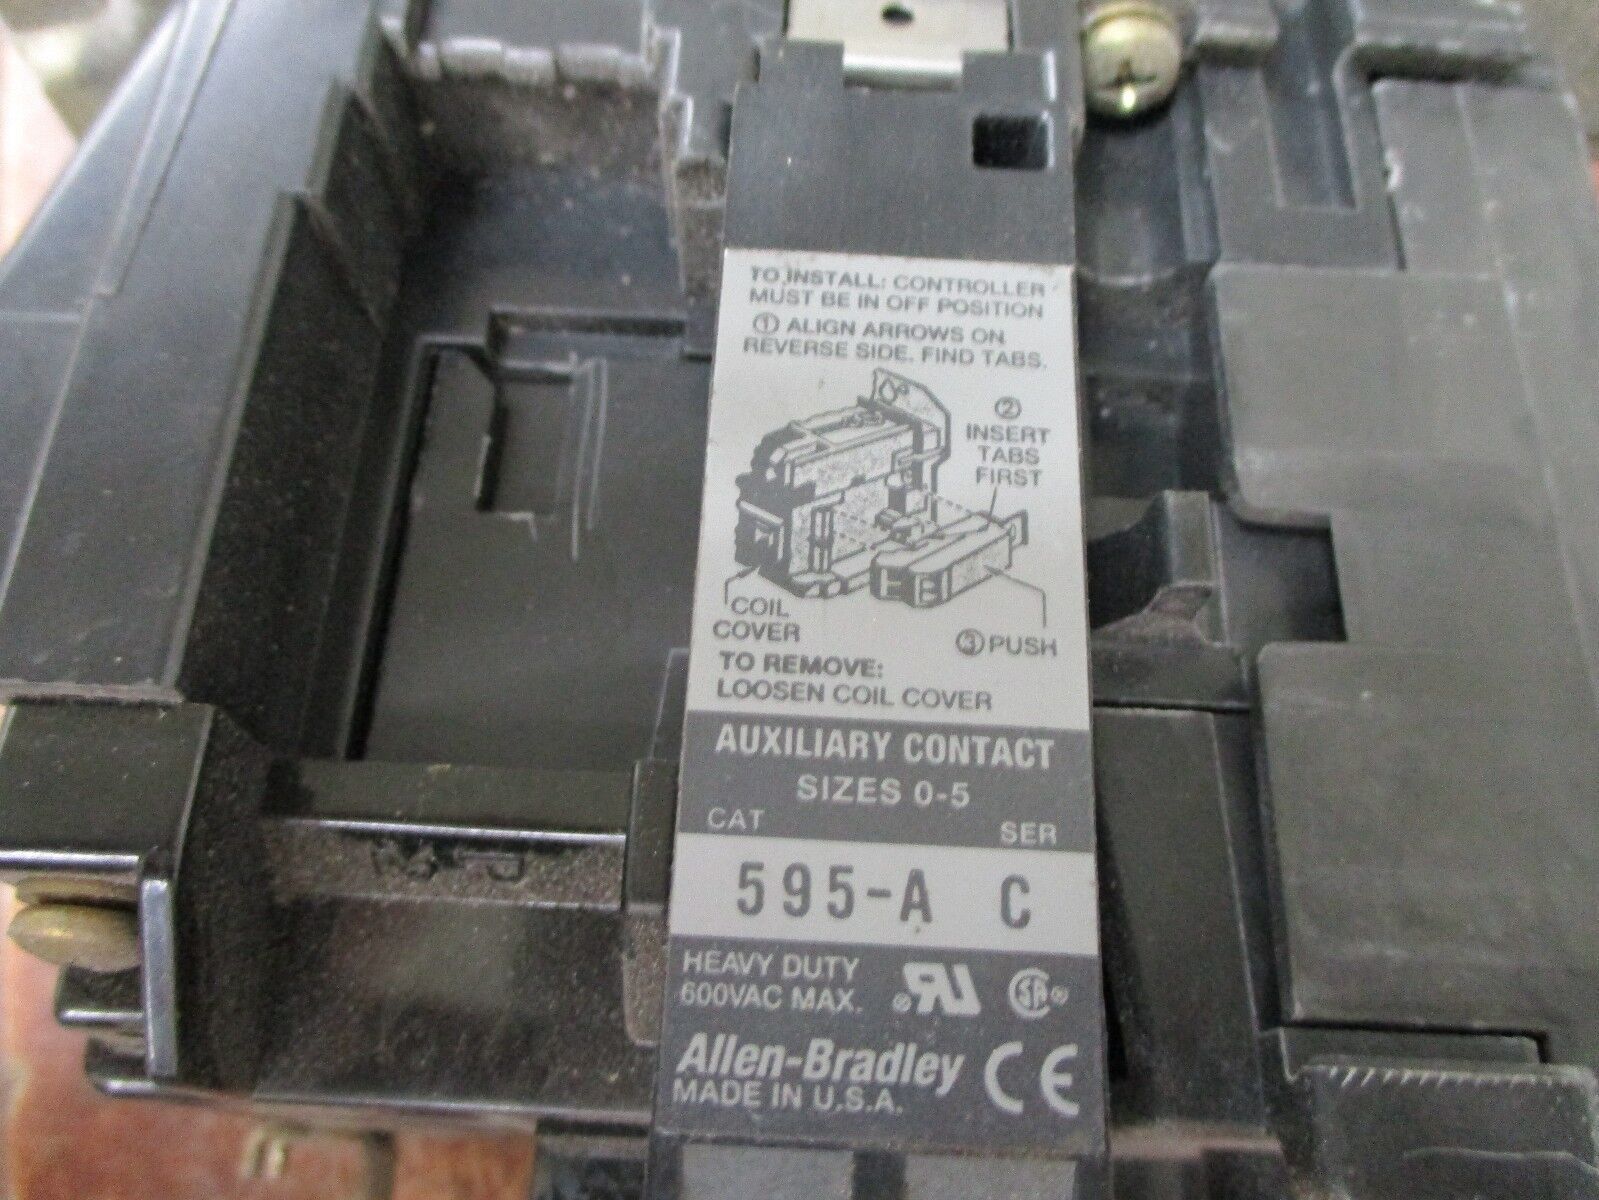 TO INSTALL: CONTROLLER
MUST BE IN OFF POSITION
① ALIGN ARROWS ON
REVERSE SIDE. FIND TABS.
②
INSERT
TABS
FIRST
COIL
COVER
③ PUSH
TO REMOVE:
LOOSEN COIL COVER
AUXILIARY CONTACT
SIZES 0-5
CAT SER
595-A C
HEAVY DUTY
600VAC MAX.
Allen-Bradley CE
MADE IN U.S.A.